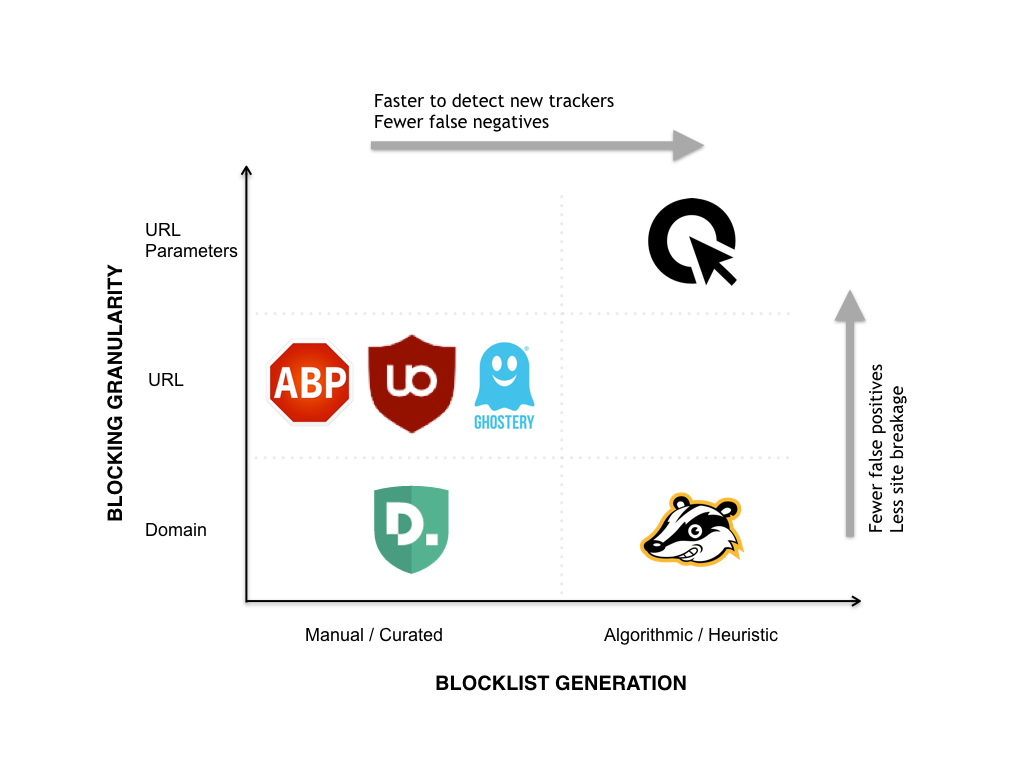 Faster to detect new trackers
Fewer false negatives
URL
Parameters
BLOCKING GRANULARITY
URL
ABP
uo
GHOSTERY
Fewer false positives
Less site breakage
Domain
D.
Manual / Curated
Algorithmic / Heuristic
BLOCKLIST GENERATION